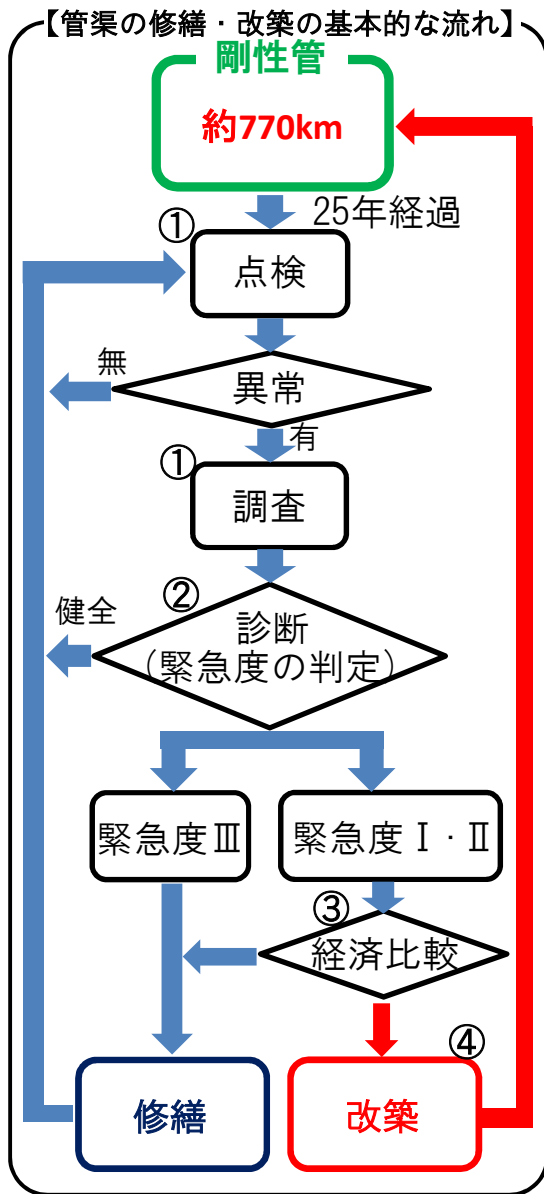 【管渠の修繕・改築の基本的な流れ】
剛性管
約770km
25年経過
①
点検
無
異常
有
①
調査
②
健全
診断
(緊急度の判定)
緊急度Ⅲ
緊急度Ⅰ・Ⅱ
③
経済比較
④
修繕
改築